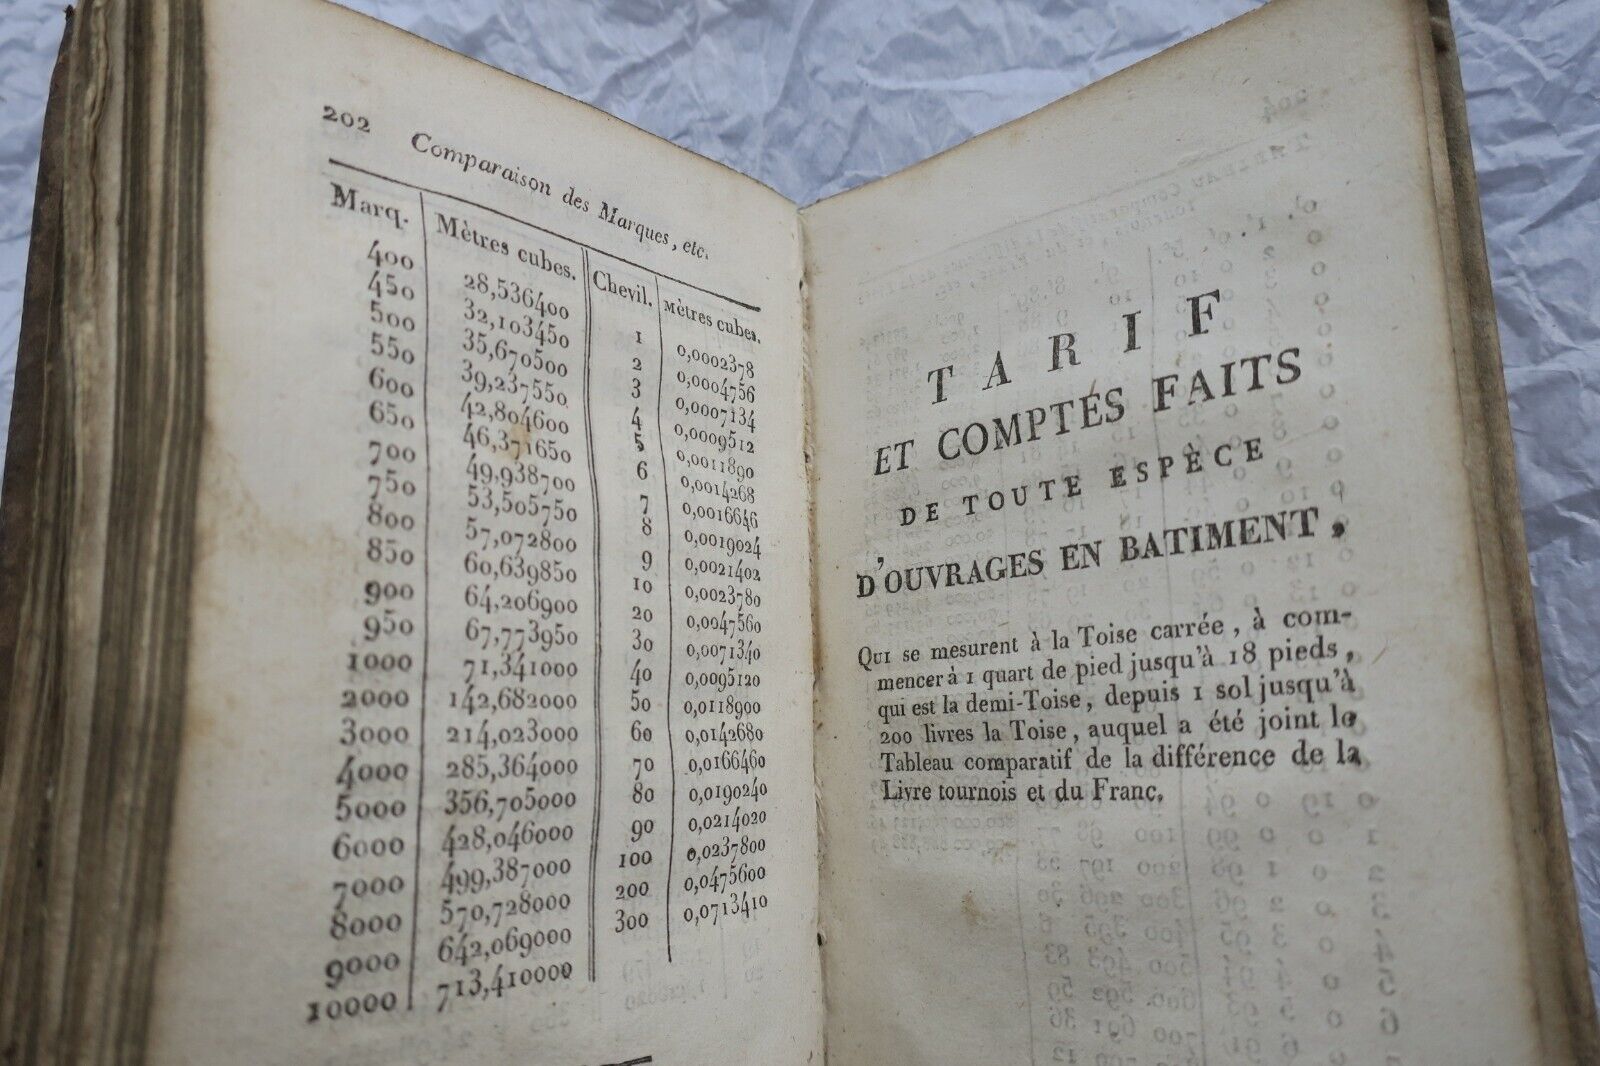 202 Comparaison des Marques, etc.
Marq. Mètres cubes. Chevil. Mètres cubes.
400 28,536400 1 0,0002378
450 32,103450 2 0,0004756
500 35,670500 3 0,0007134
550 39,237550 4 0,0009512
600 42,804600 5 0,0011890
650 46,371650 6 0,0014268
700 49,938700 7 0,0016646
750 53,505750 8 0,0019024
800 57,072800 9 0,0021402
850 60,639850 10 0,0023780
900 64,206900 20 0,0047560
950 67,773950 30 0,0071340
1000 71,341000 40 0,0095120
2000 142,682000 50 0,0118900
3000 214,023000 60 0,0142680
4000 285,364000 70 0,0166460
5000 356,705000 80 0,0190240
6000 428,046000 90 0,0214020
7000 499,387000 100 0,0237800
8000 570,728000 200 0,0475600
9000 642,069000 300 0,0713410
10000 713,410000
TARIF
ET COMPTÉS FAITS
DE TOUTE ESPÈCE
D'OUVRAGES EN BATIMENT,
QUI se mesurent à la Toise carrée, à com-
mencer à 1 quart de pied jusqu'à 18 pieds,
qui est la demi-Toise, depuis 1 sol jusqu'à
200 livres la Toise, auquel a été joint le
Tableau comparatif de la différence de la
Livre tournois et du Franc.